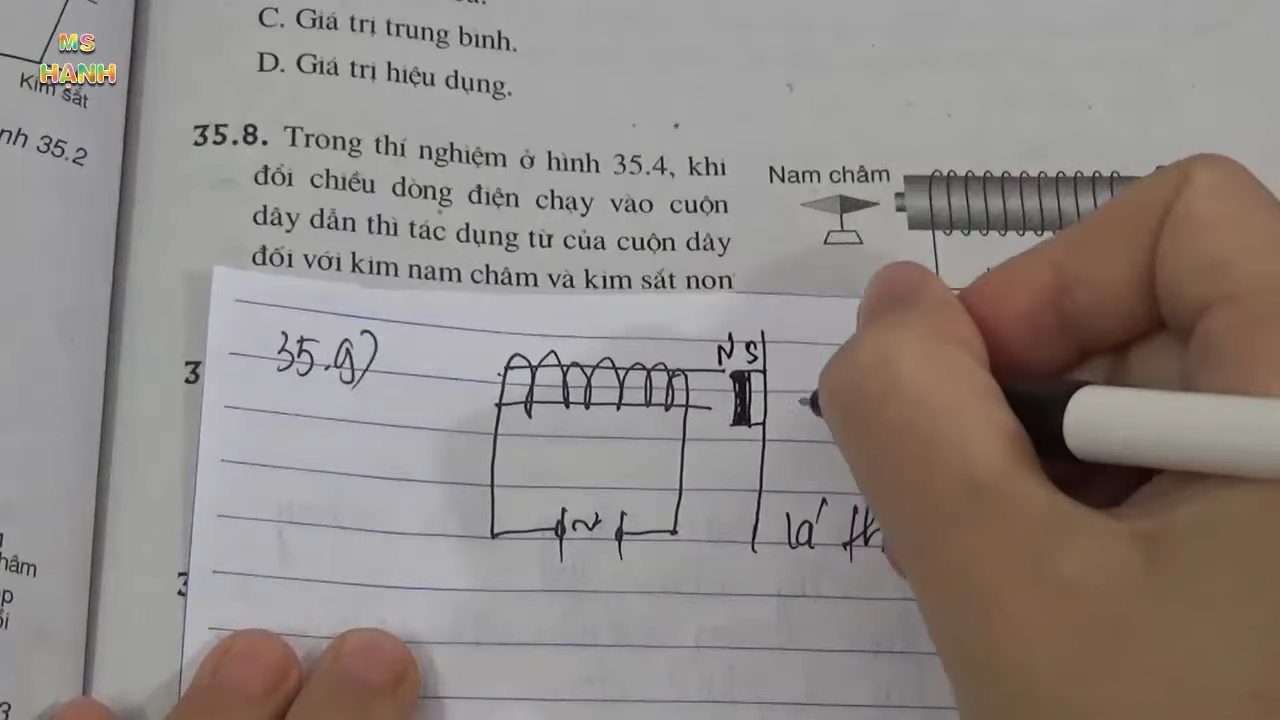 MS
HẠNH
Kim sắt
nh 35.2
C. Giá trị trung bình.
D. Giá trị hiệu dụng.
35.8. Trong thí nghiệm ở hình 35.4, khi
đổi chiều dòng điện chạy vào cuộn
dây dẫn thì tác dụng từ của cuộn dây
đối với kim nam châm và kim sắt non
Nam châm
35.9)
N S
~
lá
3
hâm